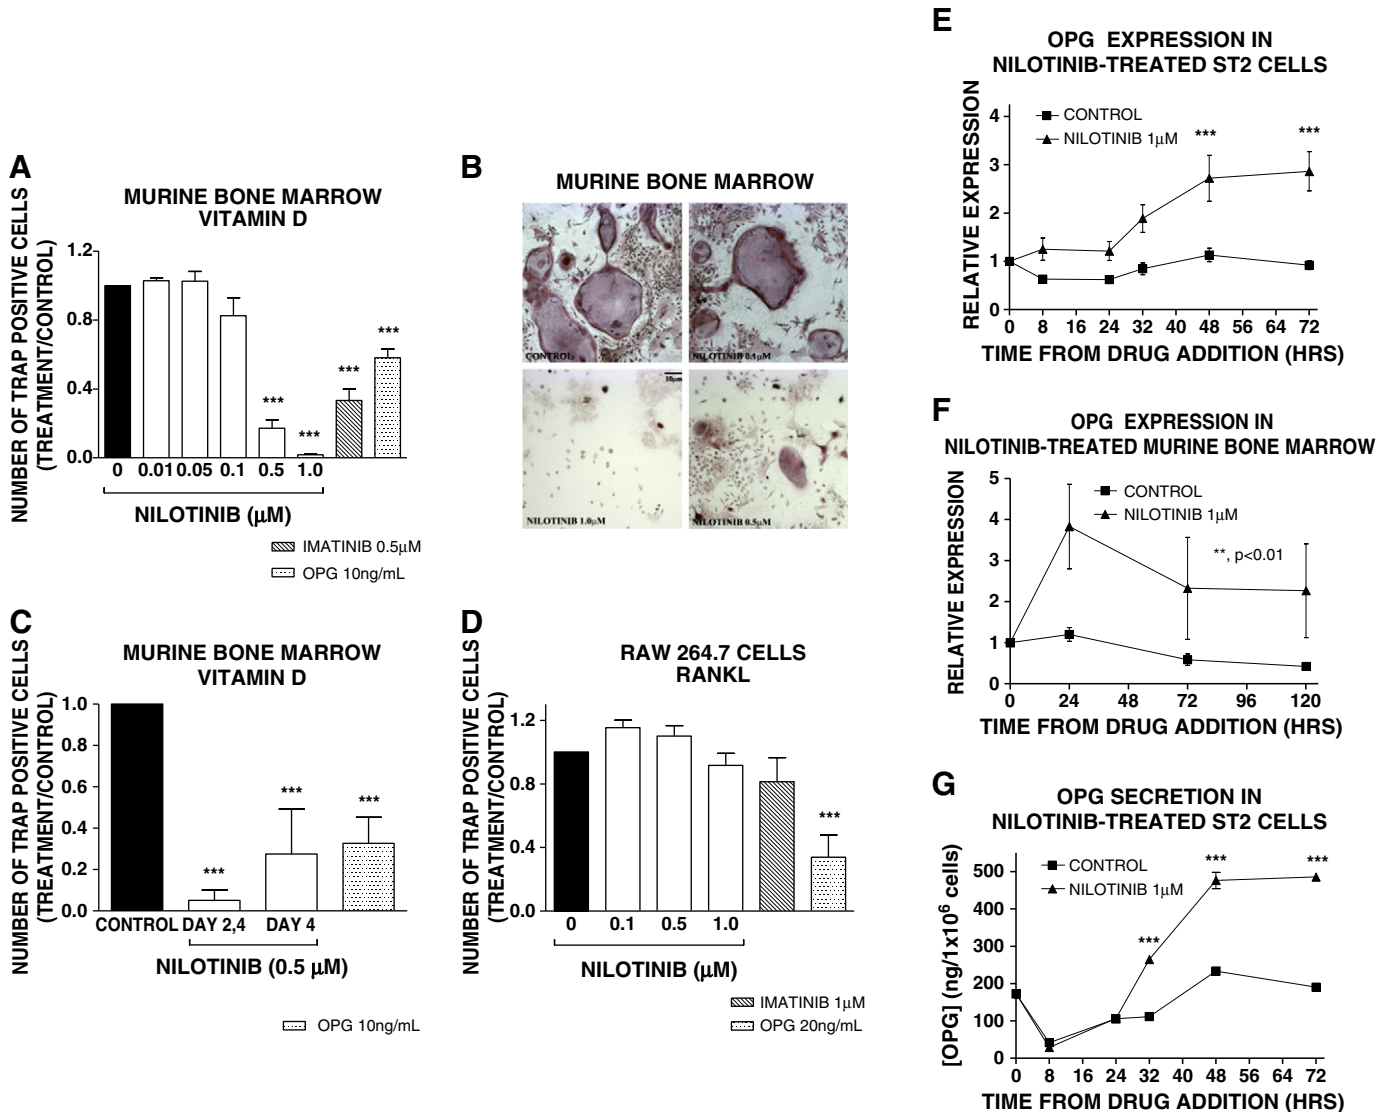 A
MURINE BONE MARROW
VITAMIN D
NUMBER OF TRAP POSITIVE CELLS
(TREATMENT/CONTROL)
1.2
0.8
0.4
0.0
0 0.01 0.05 0.1 0.5 1.0
*** *** *** ***
NILOTINIB (μM)
IMATINIB 0.5μM
OPG 10ng/mL
B
MURINE BONE MARROW
CONTROL
NILOTINIB 0.1μM
10μm
NILOTINIB 1.0μM
NILOTINIB 0.5μM
C
MURINE BONE MARROW
VITAMIN D
NUMBER OF TRAP POSITIVE CELLS
(TREATMENT/CONTROL)
1.0
0.8
0.6
0.4
0.2
0.0
*** *** ***
CONTROL DAY 2,4 DAY 4
NILOTINIB (0.5 μM)
OPG 10ng/mL
D
RAW 264.7 CELLS
RANKL
NUMBER OF TRAP POSITIVE CELLS
(TREATMENT/CONTROL)
1.2
0.8
0.4
0.0
***
0 0.1 0.5 1.0
NILOTINIB (μM)
IMATINIB 1μM
OPG 20ng/mL
E
OPG EXPRESSION IN
NILOTINIB-TREATED ST2 CELLS
RELATIVE EXPRESSION
4
3
2
1
0
CONTROL
NILOTINIB 1μM
*** ***
0 8 16 24 32 40 48 56 64 72
TIME FROM DRUG ADDITION (HRS)
F
OPG EXPRESSION IN
NILOTINIB-TREATED MURINE BONE MARROW
RELATIVE EXPRESSION
5
4
3
2
1
0
CONTROL
NILOTINIB 1μM
**, p<0.01
0 24 48 72 96 120
TIME FROM DRUG ADDITION (HRS)
G
OPG SECRETION IN
NILOTINIB-TREATED ST2 CELLS
[OPG] (ng/1x10⁶ cells)
500
400
300
200
100
0
CONTROL
NILOTINIB 1μM
*** *** ***
0 8 16 24 32 40 48 56 64 72
TIME FROM DRUG ADDITION (HRS)